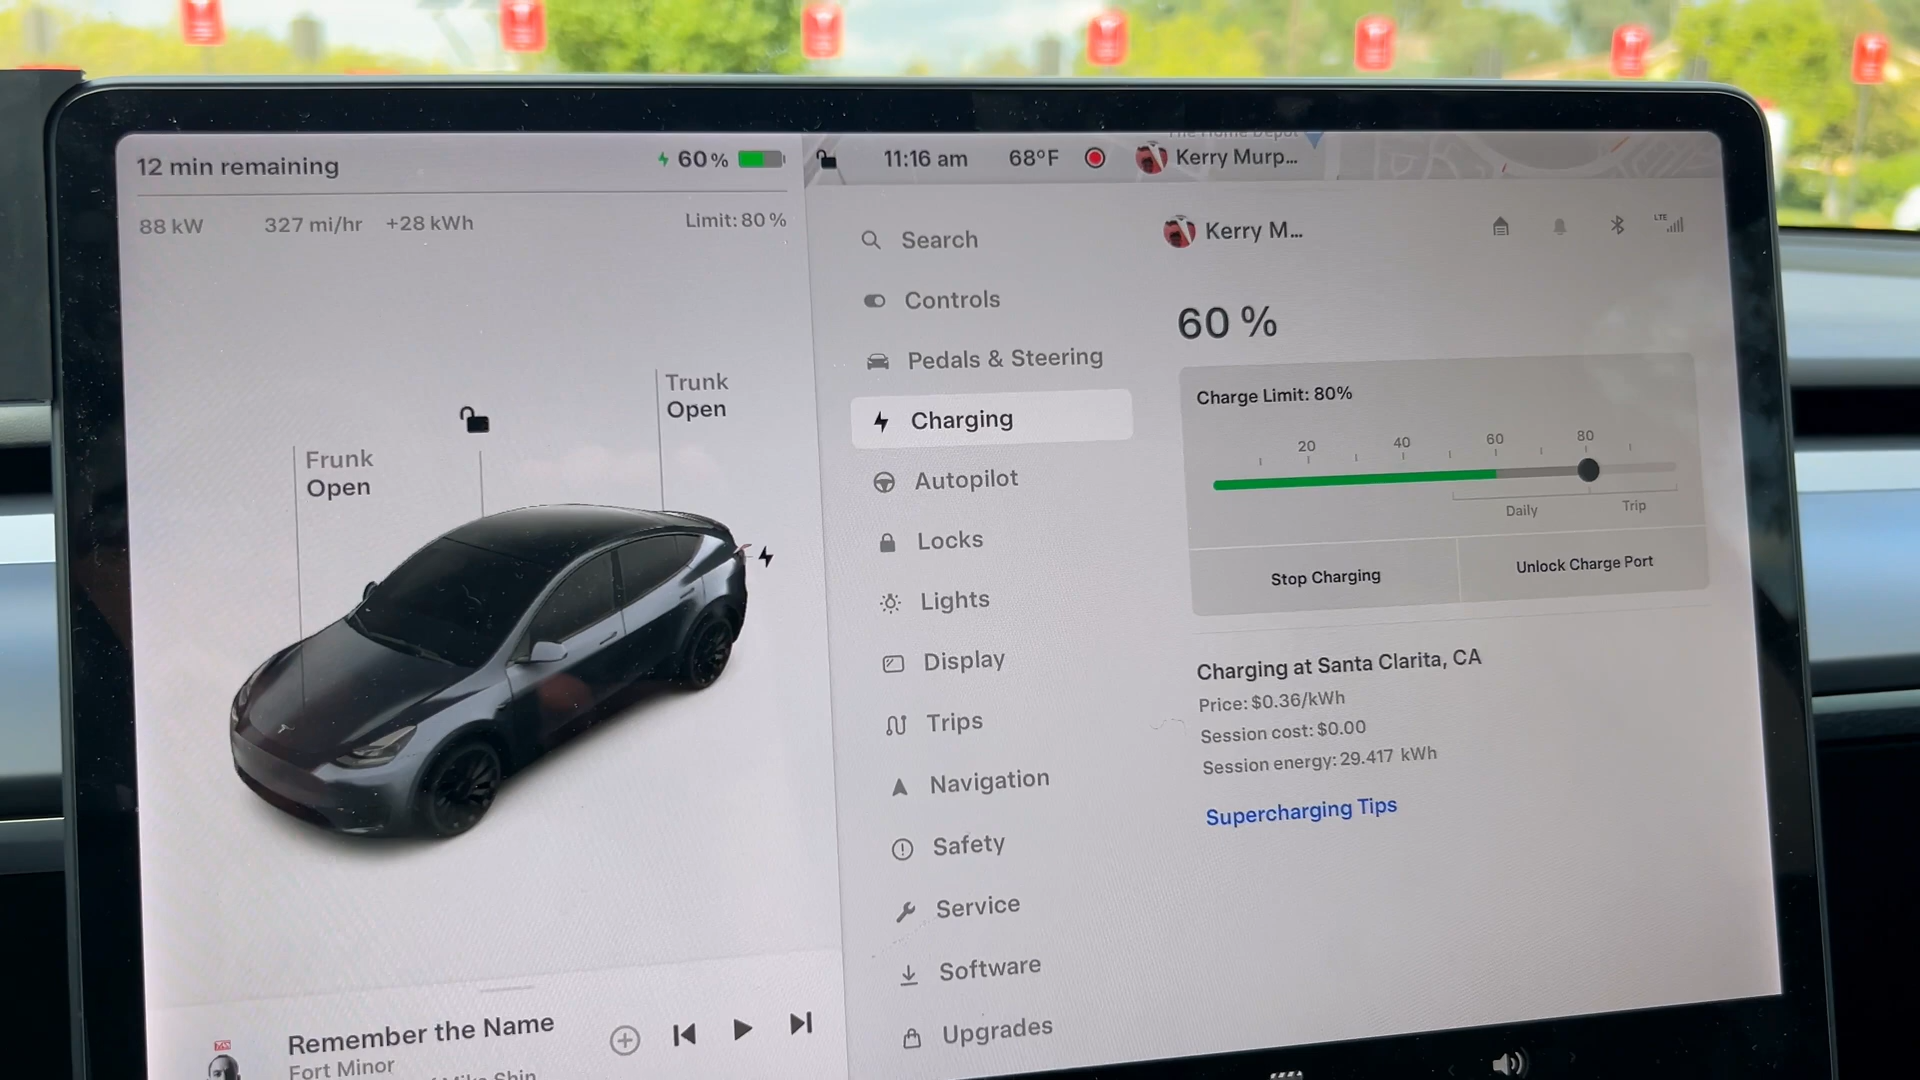 12 min remaining
60%
88 kW 327 mi/hr +28 kWh Limit: 80%
Trunk
Open
Frunk
Open
Remember the Name
Fort Minor
The Home Depot
11:16 am 68°F Kerry Murp...
Search
Controls
Pedals & Steering
Charging
Autopilot
Locks
Lights
Display
Trips
Navigation
Safety
Service
Software
Upgrades
Kerry M...
LTE
60 %
Charge Limit: 80%
20 40 60 80
Daily Trip
Stop Charging Unlock Charge Port
Charging at Santa Clarita, CA
Price: $0.36/kWh
Session cost: $0.00
Session energy: 29.417 kWh
Supercharging Tips